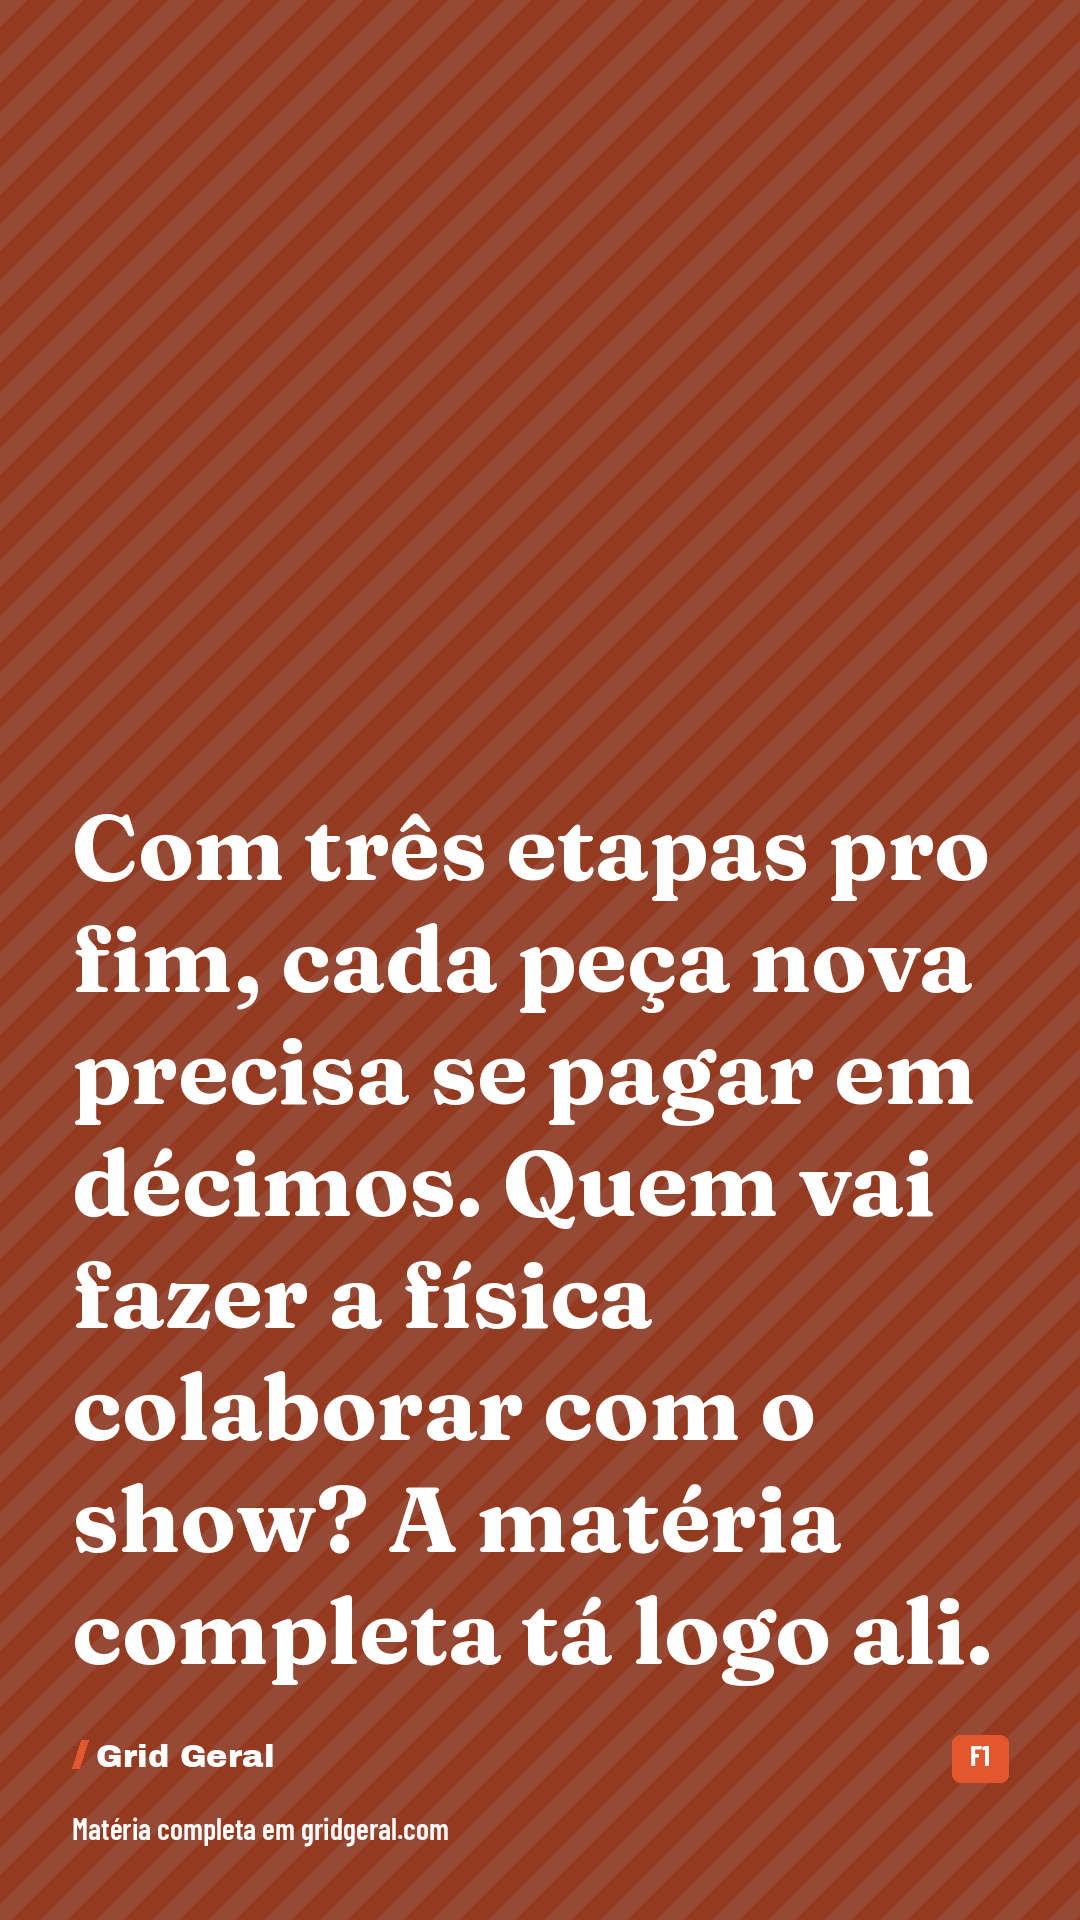 Com três etapas pro
fim, cada peça nova
precisa se pagar em
décimos. Quem vai
fazer a física
colaborar com o
show? A matéria
completa tá logo ali.
/ Grid Geral
F1
Matéria completa em gridgeral.com